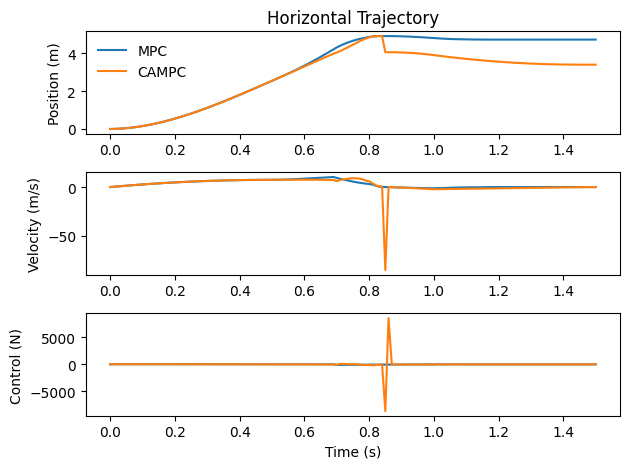 Horizontal Trajectory
Position (m)
4
2
0
MPC
CAMPC
0.0 0.2 0.4 0.6 0.8 1.0 1.2 1.4
Velocity (m/s)
0
−50
0.0 0.2 0.4 0.6 0.8 1.0 1.2 1.4
Control (N)
5000
0
−5000
0.0 0.2 0.4 0.6 0.8 1.0 1.2 1.4
Time (s)